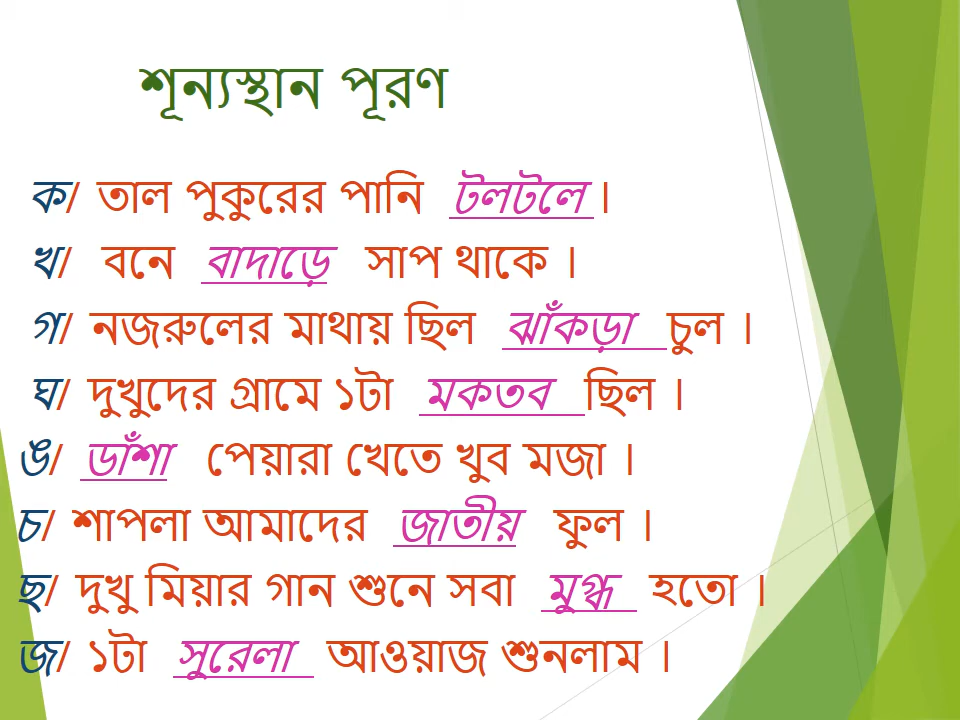 শূন্যস্থান পূরণ
ক/ তাল পুকুরের পানি টলটলে।
খ/ বনে বাদাড়ে সাপ থাকে।
গ/ নজরুলের মাথায় ছিল ঝাঁকড়া চুল।
ঘ/ দুখুদের গ্রামে ১টা মকতব ছিল।
ঙ/ ডাঁশা পেয়ারা খেতে খুব মজা।
চ/ শাপলা আমাদের জাতীয় ফুল।
ছ/ দুখু মিয়ার গান শুনে সবা মুগ্ধ হতো।
জ/ ১টা সুরেলা আওয়াজ শুনলাম।